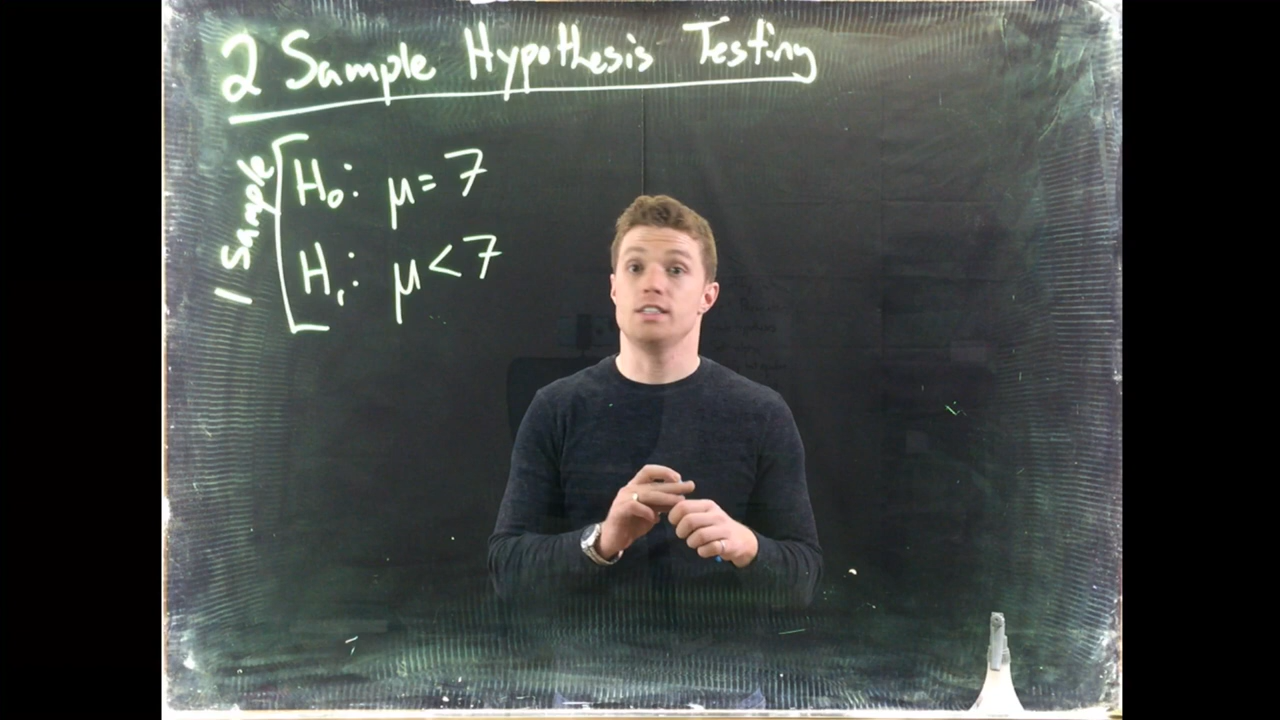 2 Sample Hypothesis Testing
1 Sample
H₀: μ = 7
H₁: μ < 7